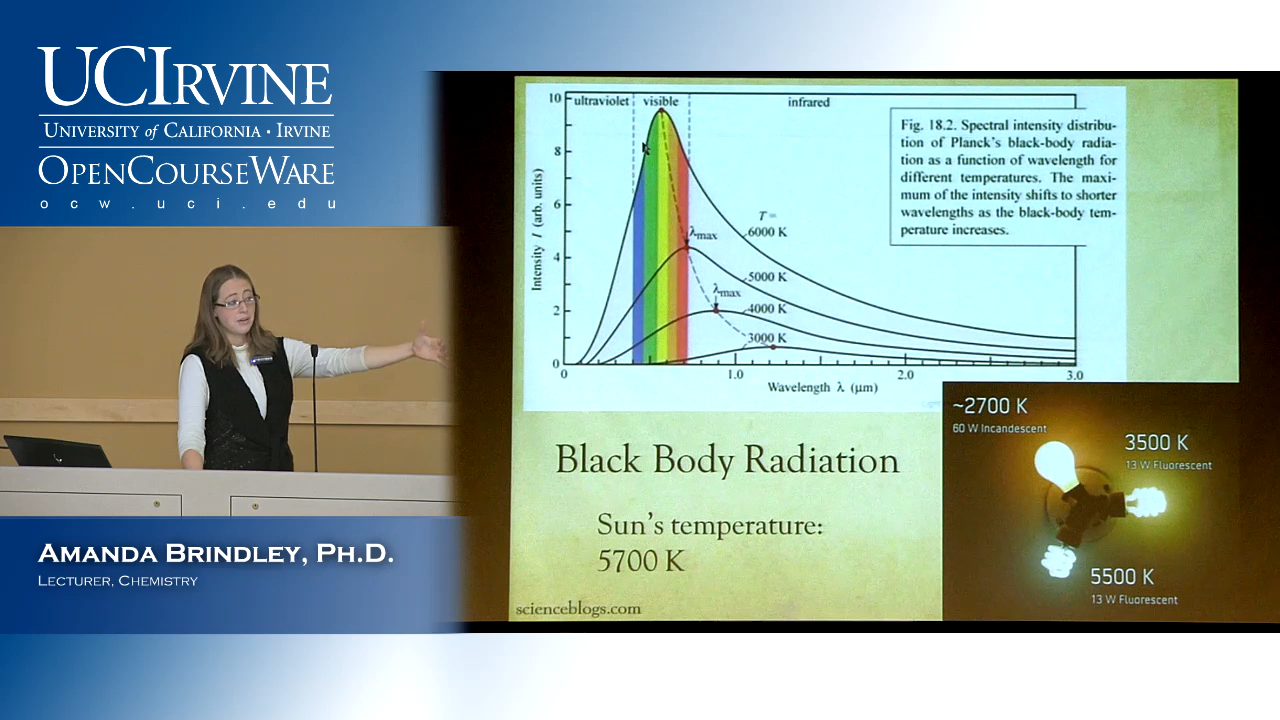 UCIRVINE
UNIVERSITY of CALIFORNIA · IRVINE
OPENCOURSEWARE
ocw.uci.edu
AMANDA BRINDLEY, PH.D.
LECTURER, CHEMISTRY
ultraviolet
visible
infrared
Fig. 18.2. Spectral intensity distribu-
tion of Planck's black-body radia-
tion as a function of wavelength for
different temperatures. The maxi-
mum of the intensity shifts to shorter
wavelengths as the black-body tem-
perature increases.
Intensity I (arb. units)
10
8
6
4
2
0
T =
6000 K
5000 K
4000 K
3000 K
λmax
λmax
0
1.0
2.0
3.0
Wavelength λ (μm)
Black Body Radiation
Sun's temperature:
5700 K
scienceblogs.com
~2700 K
60 W Incandescent
3500 K
13 W Fluorescent
5500 K
13 W Fluorescent